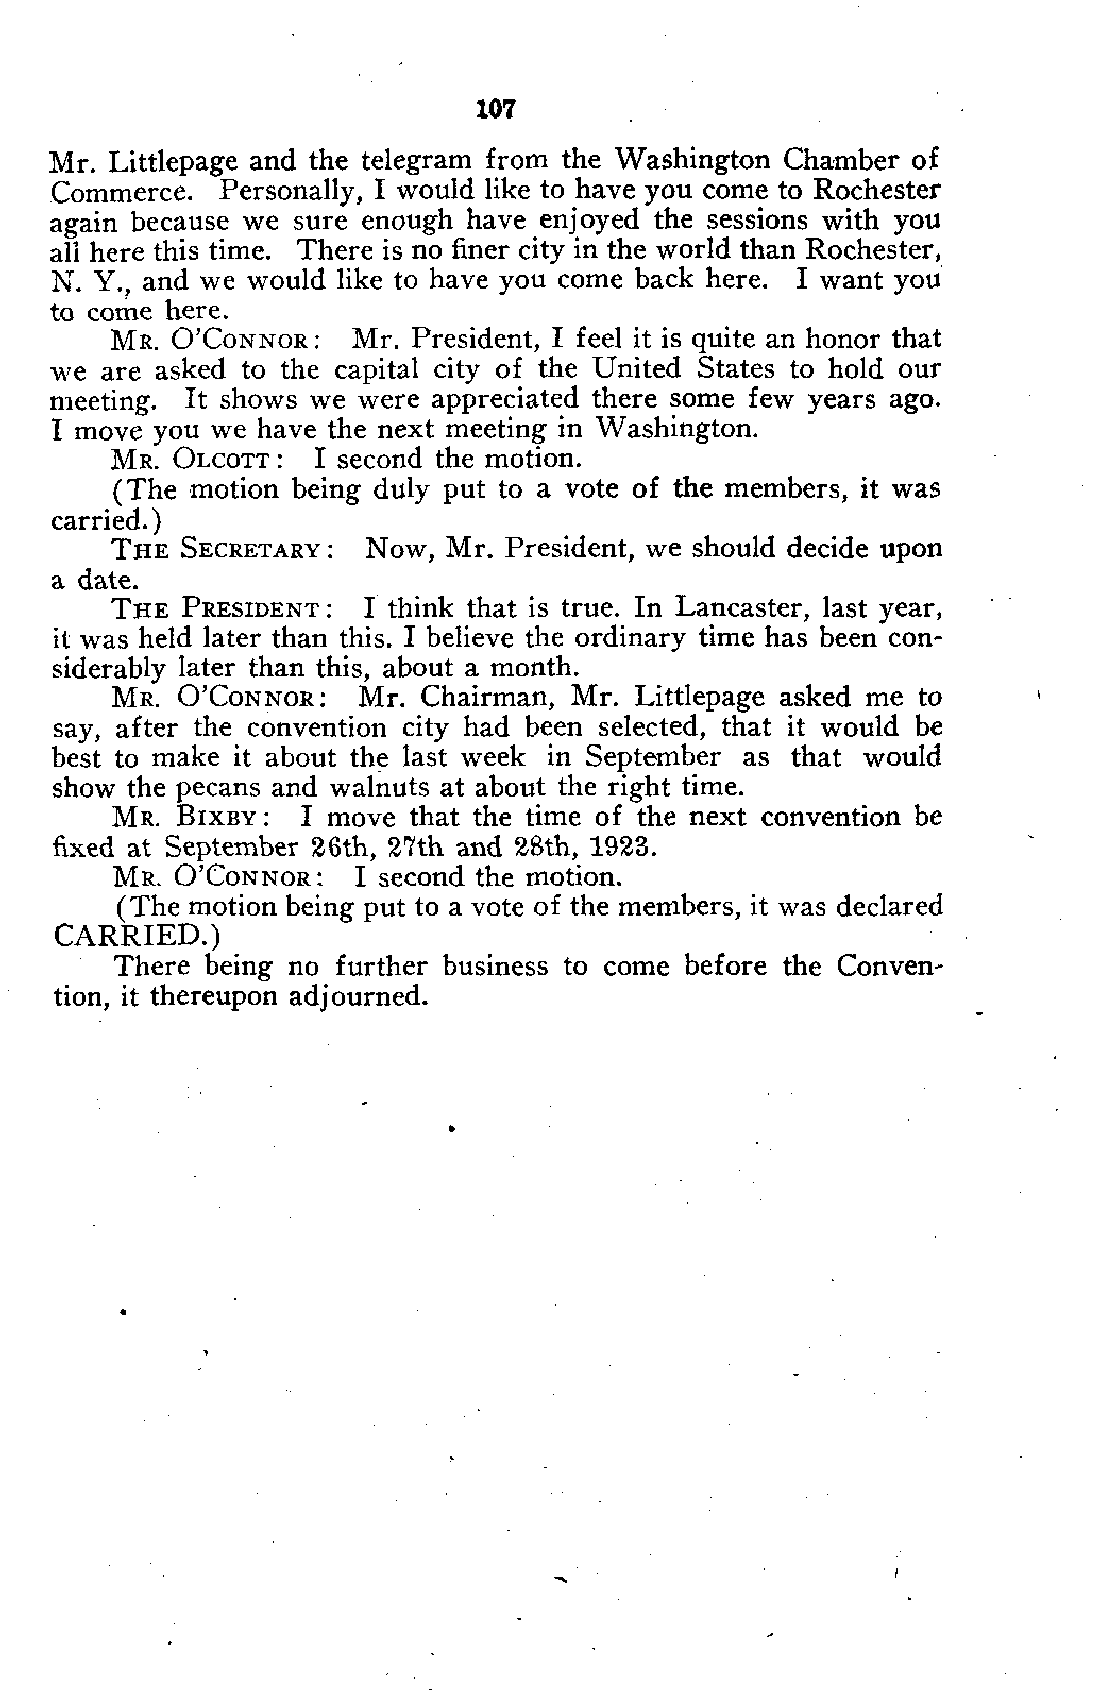 107
Mr. Littlepage and the telegram from the Washington Chamber of
Commerce. Personally, I would like to have you come to Rochester
again because we sure enough have enjoyed the sessions with you
all here this time. There is no finer city in the world than Rochester,
N. Y., and we would like to have you come back here. I want you
to come here.
MR. O'CONNOR: Mr. President, I feel it is quite an honor that
we are asked to the capital city of the United States to hold our
meeting. It shows we were appreciated there some few years ago.
I move you we have the next meeting in Washington.
MR. OLCOTT: I second the motion.
(The motion being duly put to a vote of the members, it was
carried.)
THE SECRETARY: Now, Mr. President, we should decide upon
a date.
THE PRESIDENT: I think that is true. In Lancaster, last year,
it was held later than this. I believe the ordinary time has been con-
siderably later than this, about a month.
MR. O'CONNOR: Mr. Chairman, Mr. Littlepage asked me to
say, after the convention city had been selected, that it would be
best to make it about the last week in September as that would
show the pecans and walnuts at about the right time.
MR. BIXBY: I move that the time of the next convention be
fixed at September 26th, 27th and 28th, 1923.
MR. O'CONNOR: I second the motion.
(The motion being put to a vote of the members, it was declared
CARRIED.)
There being no further business to come before the Conven-
tion, it thereupon adjourned.